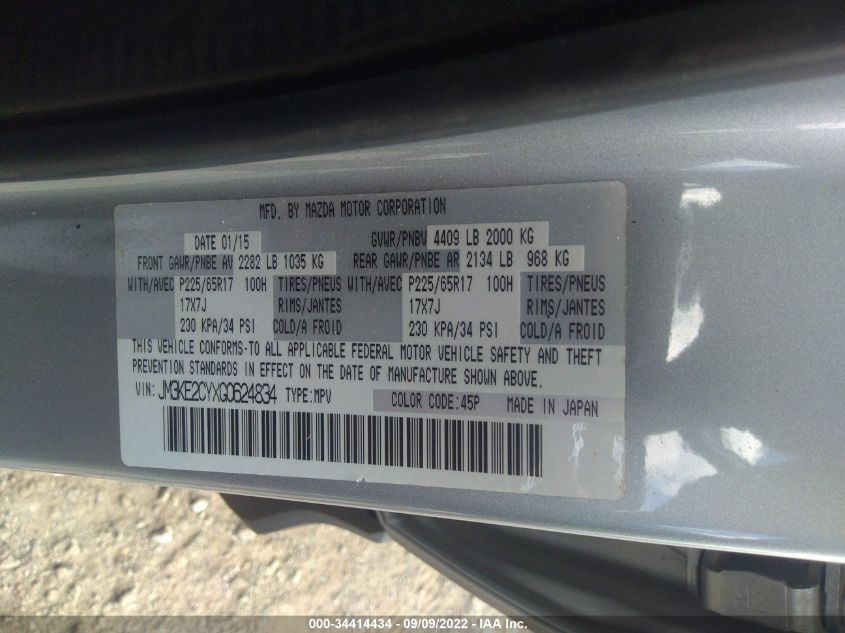 MFD. BY MAZDA MOTOR CORPORATION
DATE 01/15 GVWR/PNBV 4409 LB 2000 KG
FRONT GAWR/PNBE AV 2282 LB 1035 KG REAR GAWR/PNBE AR 2134 LB 968 KG
WITH/AVEC P225/65R17 100H TIRES/PNEUS WITH/AVEC P225/65R17 100H TIRES/PNEUS
17X7J RIMS/JANTES 17X7J RIMS/JANTES
230 KPA/34 PSI COLD/A FROID 230 KPA/34 PSI COLD/A FROID
THIS VEHICLE CONFORMS-TO ALL APPLICABLE FEDERAL MOTOR VEHICLE SAFETY AND THEFT
PREVENTION STANDARDS IN EFFECT ON THE DATE OF MANUFACTURE SHOWN ABOVE.
VIN: JM3KE2CYXG0624834 TYPE:MPV COLOR CODE:45P MADE IN JAPAN
000-34414434 - 09/09/2022 - IAA Inc.